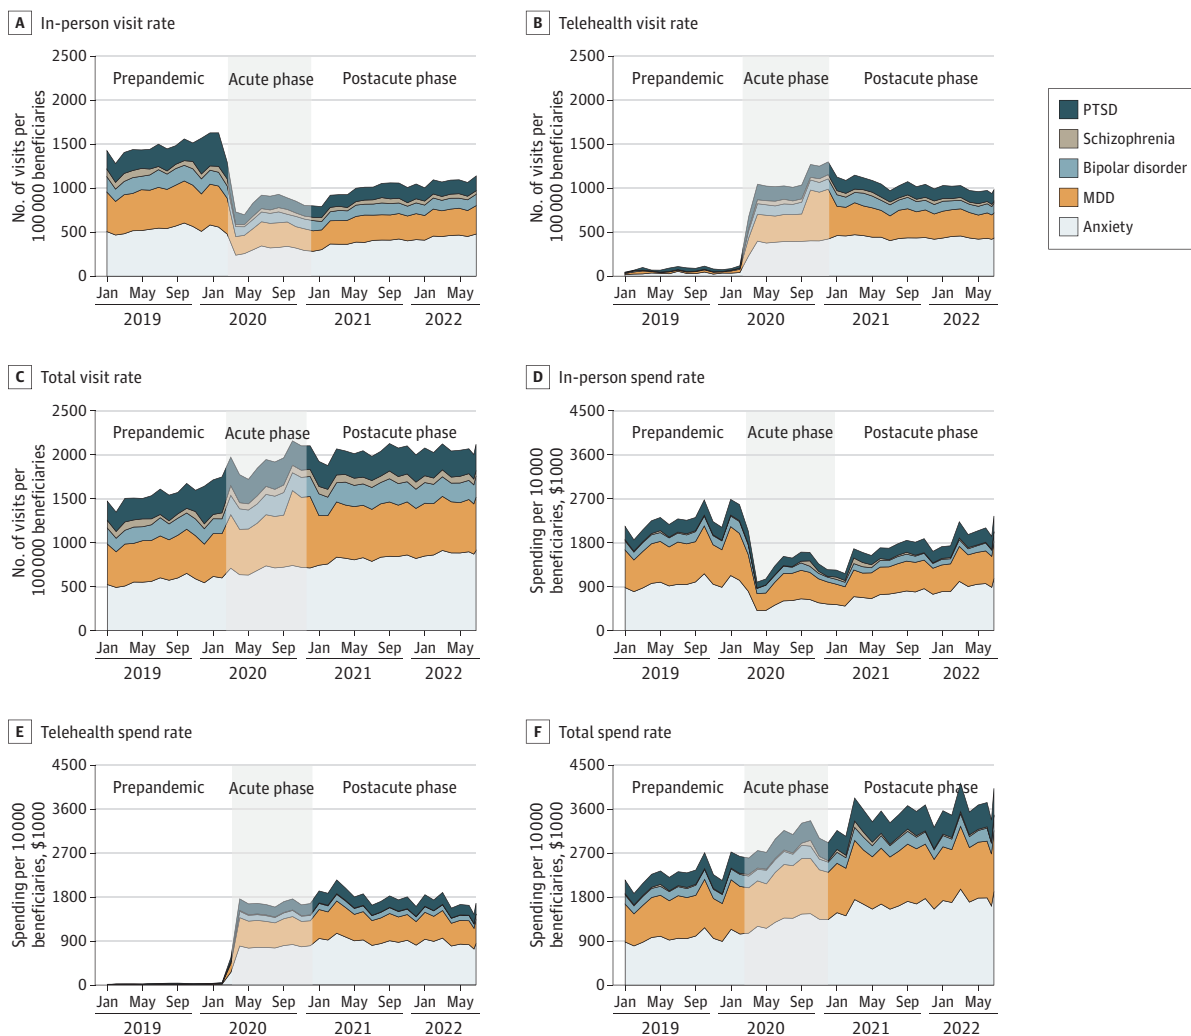 A In-person visit rate
No. of visits per
100 000 beneficiaries
2500
2000
1500
1000
500
0
Prepandemic
Acute phase
Postacute phase
Jan May Sep Jan May Sep Jan May Sep Jan May
2019 2020 2021 2022
B Telehealth visit rate
No. of visits per
100 000 beneficiaries
2500
2000
1500
1000
500
0
Prepandemic
Acute phase
Postacute phase
Jan May Sep Jan May Sep Jan May Sep Jan May
2019 2020 2021 2022
PTSD
Schizophrenia
Bipolar disorder
MDD
Anxiety
C Total visit rate
No. of visits per
100 000 beneficiaries
2500
2000
1500
1000
500
0
Prepandemic
Acute phase
Postacute phase
Jan May Sep Jan May Sep Jan May Sep Jan May
2019 2020 2021 2022
D In-person spend rate
Spending per 10 000
beneficiaries, $1000
4500
3600
2700
1800
900
0
Prepandemic
Acute phase
Postacute phase
Jan May Sep Jan May Sep Jan May Sep Jan May
2019 2020 2021 2022
E Telehealth spend rate
Spending per 10 000
beneficiaries, $1000
4500
3600
2700
1800
900
0
Prepandemic
Acute phase
Postacute phase
Jan May Sep Jan May Sep Jan May Sep Jan May
2019 2020 2021 2022
F Total spend rate
Spending per 10 000
beneficiaries, $1000
4500
3600
2700
1800
900
0
Prepandemic
Acute phase
Postacute phase
Jan May Sep Jan May Sep Jan May Sep Jan May
2019 2020 2021 2022